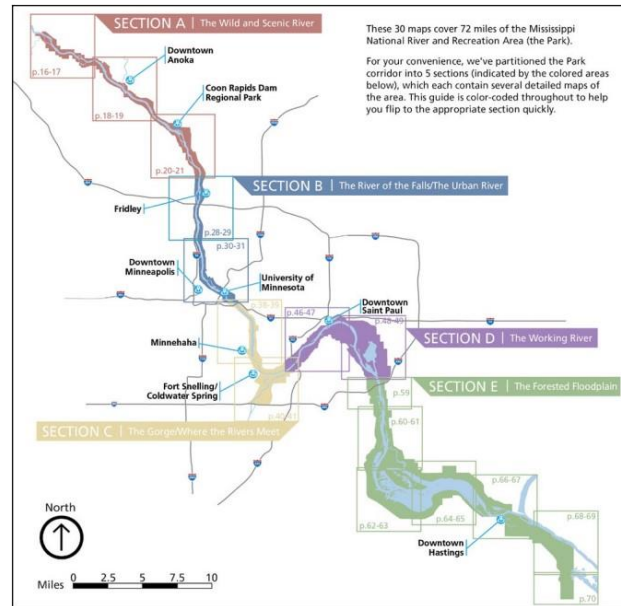 SECTION A | The Wild and Scenic River
These 30 maps cover 72 miles of the Mississippi
National River and Recreation Area (the Park).
For your convenience, we've partitioned the Park
corridor into 5 sections (indicated by the colored areas
below), which each contain several detailed maps of
the area. This guide is color-coded throughout to help
you flip to the appropriate section quickly.
Downtown
Anoka
p.16-17
Coon Rapids Dam
Regional Park
p.18-19
p.20-21
SECTION B | The River of the Falls/The Urban River
Fridley
p.28-29
p.30-31
Downtown
Minneapolis
University of
Minnesota
p.38-39
p.46-47
Downtown
Saint Paul
p.48-49
Minnehaha
SECTION D | The Working River
Fort Snelling/
Coldwater Spring
SECTION E | The Forested Floodplain
p.59
p.40-41
p.60-61
SECTION C | The Gorge/Where the Rivers Meet
p.66-67
North
p.62-63
p.64-65
p.68-69
Downtown
Hastings
Miles 0 2.5 5 7.5 10
p.70